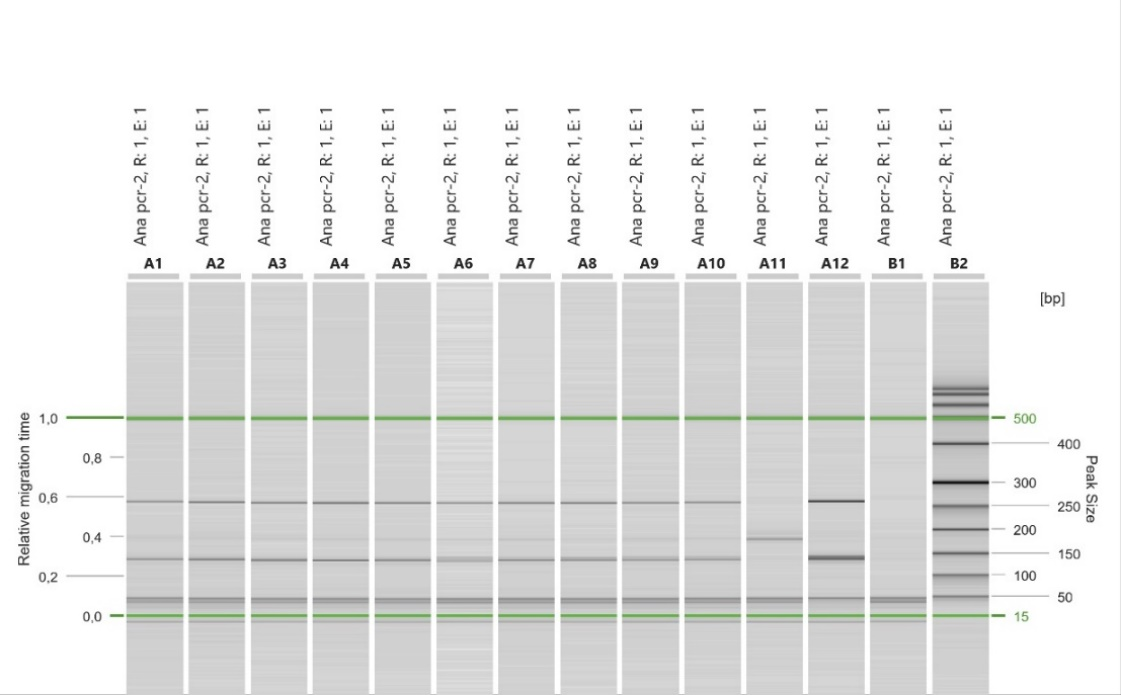 Ana pcr-2, R: 1, E: 1
Ana pcr-2, R: 1, E: 1
Ana pcr-2, R: 1, E: 1
Ana pcr-2, R: 1, E: 1
Ana pcr-2, R: 1, E: 1
Ana pcr-2, R: 1, E: 1
Ana pcr-2, R: 1, E: 1
Ana pcr-2, R: 1, E: 1
Ana pcr-2, R: 1, E: 1
Ana pcr-2, R: 1, E: 1
Ana pcr-2, R: 1, E: 1
Ana pcr-2, R: 1, E: 1
Ana pcr-2, R: 1, E: 1
Ana pcr-2, R: 1, E: 1
A1 A2 A3 A4 A5 A6 A7 A8 A9 A10 A11 A12 B1 B2
[bp]
Relative migration time
1,0
0,8
0,6
0,4
0,2
0,0
500
400
300
250
200
150
100
50
15
Peak Size